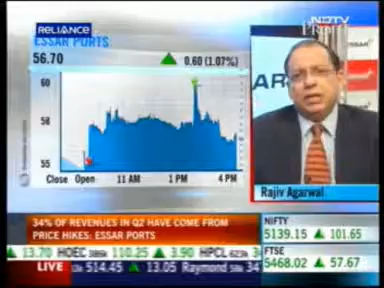 RELIANCE
NDTV
ESSAR PORTS
56.70
0.60 (1.07%)
60
58
55
Close Open 11 AM 1 PM 4 PM
Rajiv Agarwal
34% OF REVENUES IN Q2 HAVE COME FROM
PRICE HIKES: ESSAR PORTS
NIFTY
5139.15 101.65
FTSE
5468.02 57.67
13.70 HOEC 110.25 3.90 HPCL
LIVE 514.45 13.05 Raymond